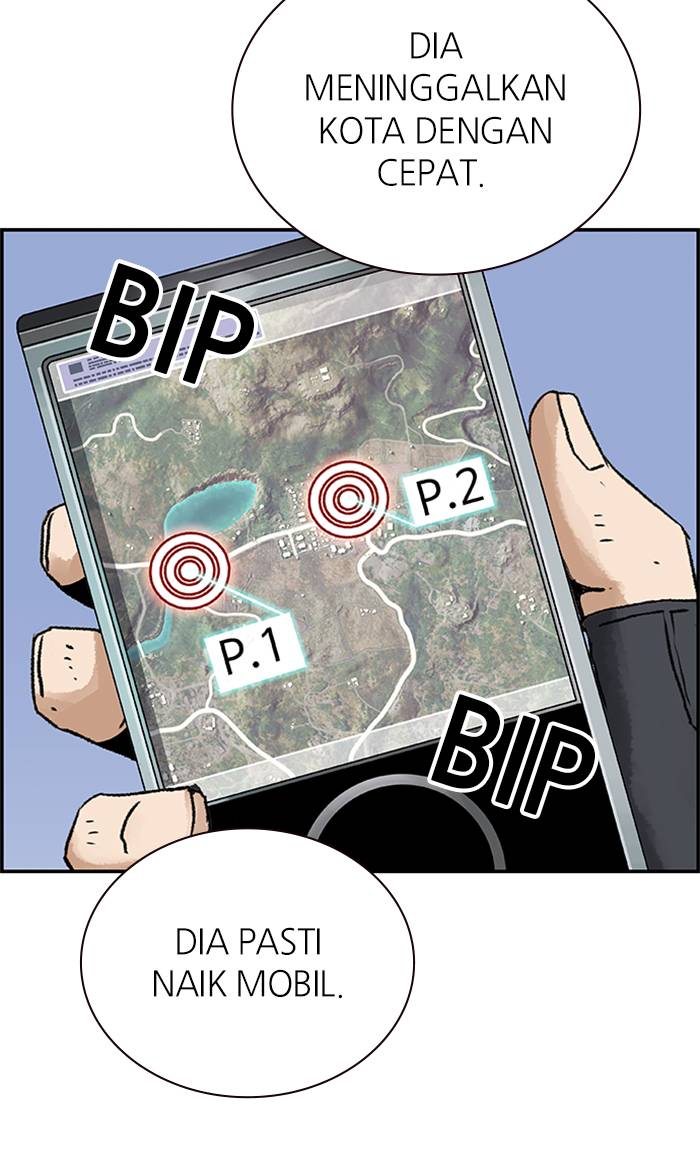 DIA
MENINGGALKAN
KOTA DENGAN
CEPAT.
BIP
P.2
P.1
BIP
DIA PASTI
NAIK MOBIL.